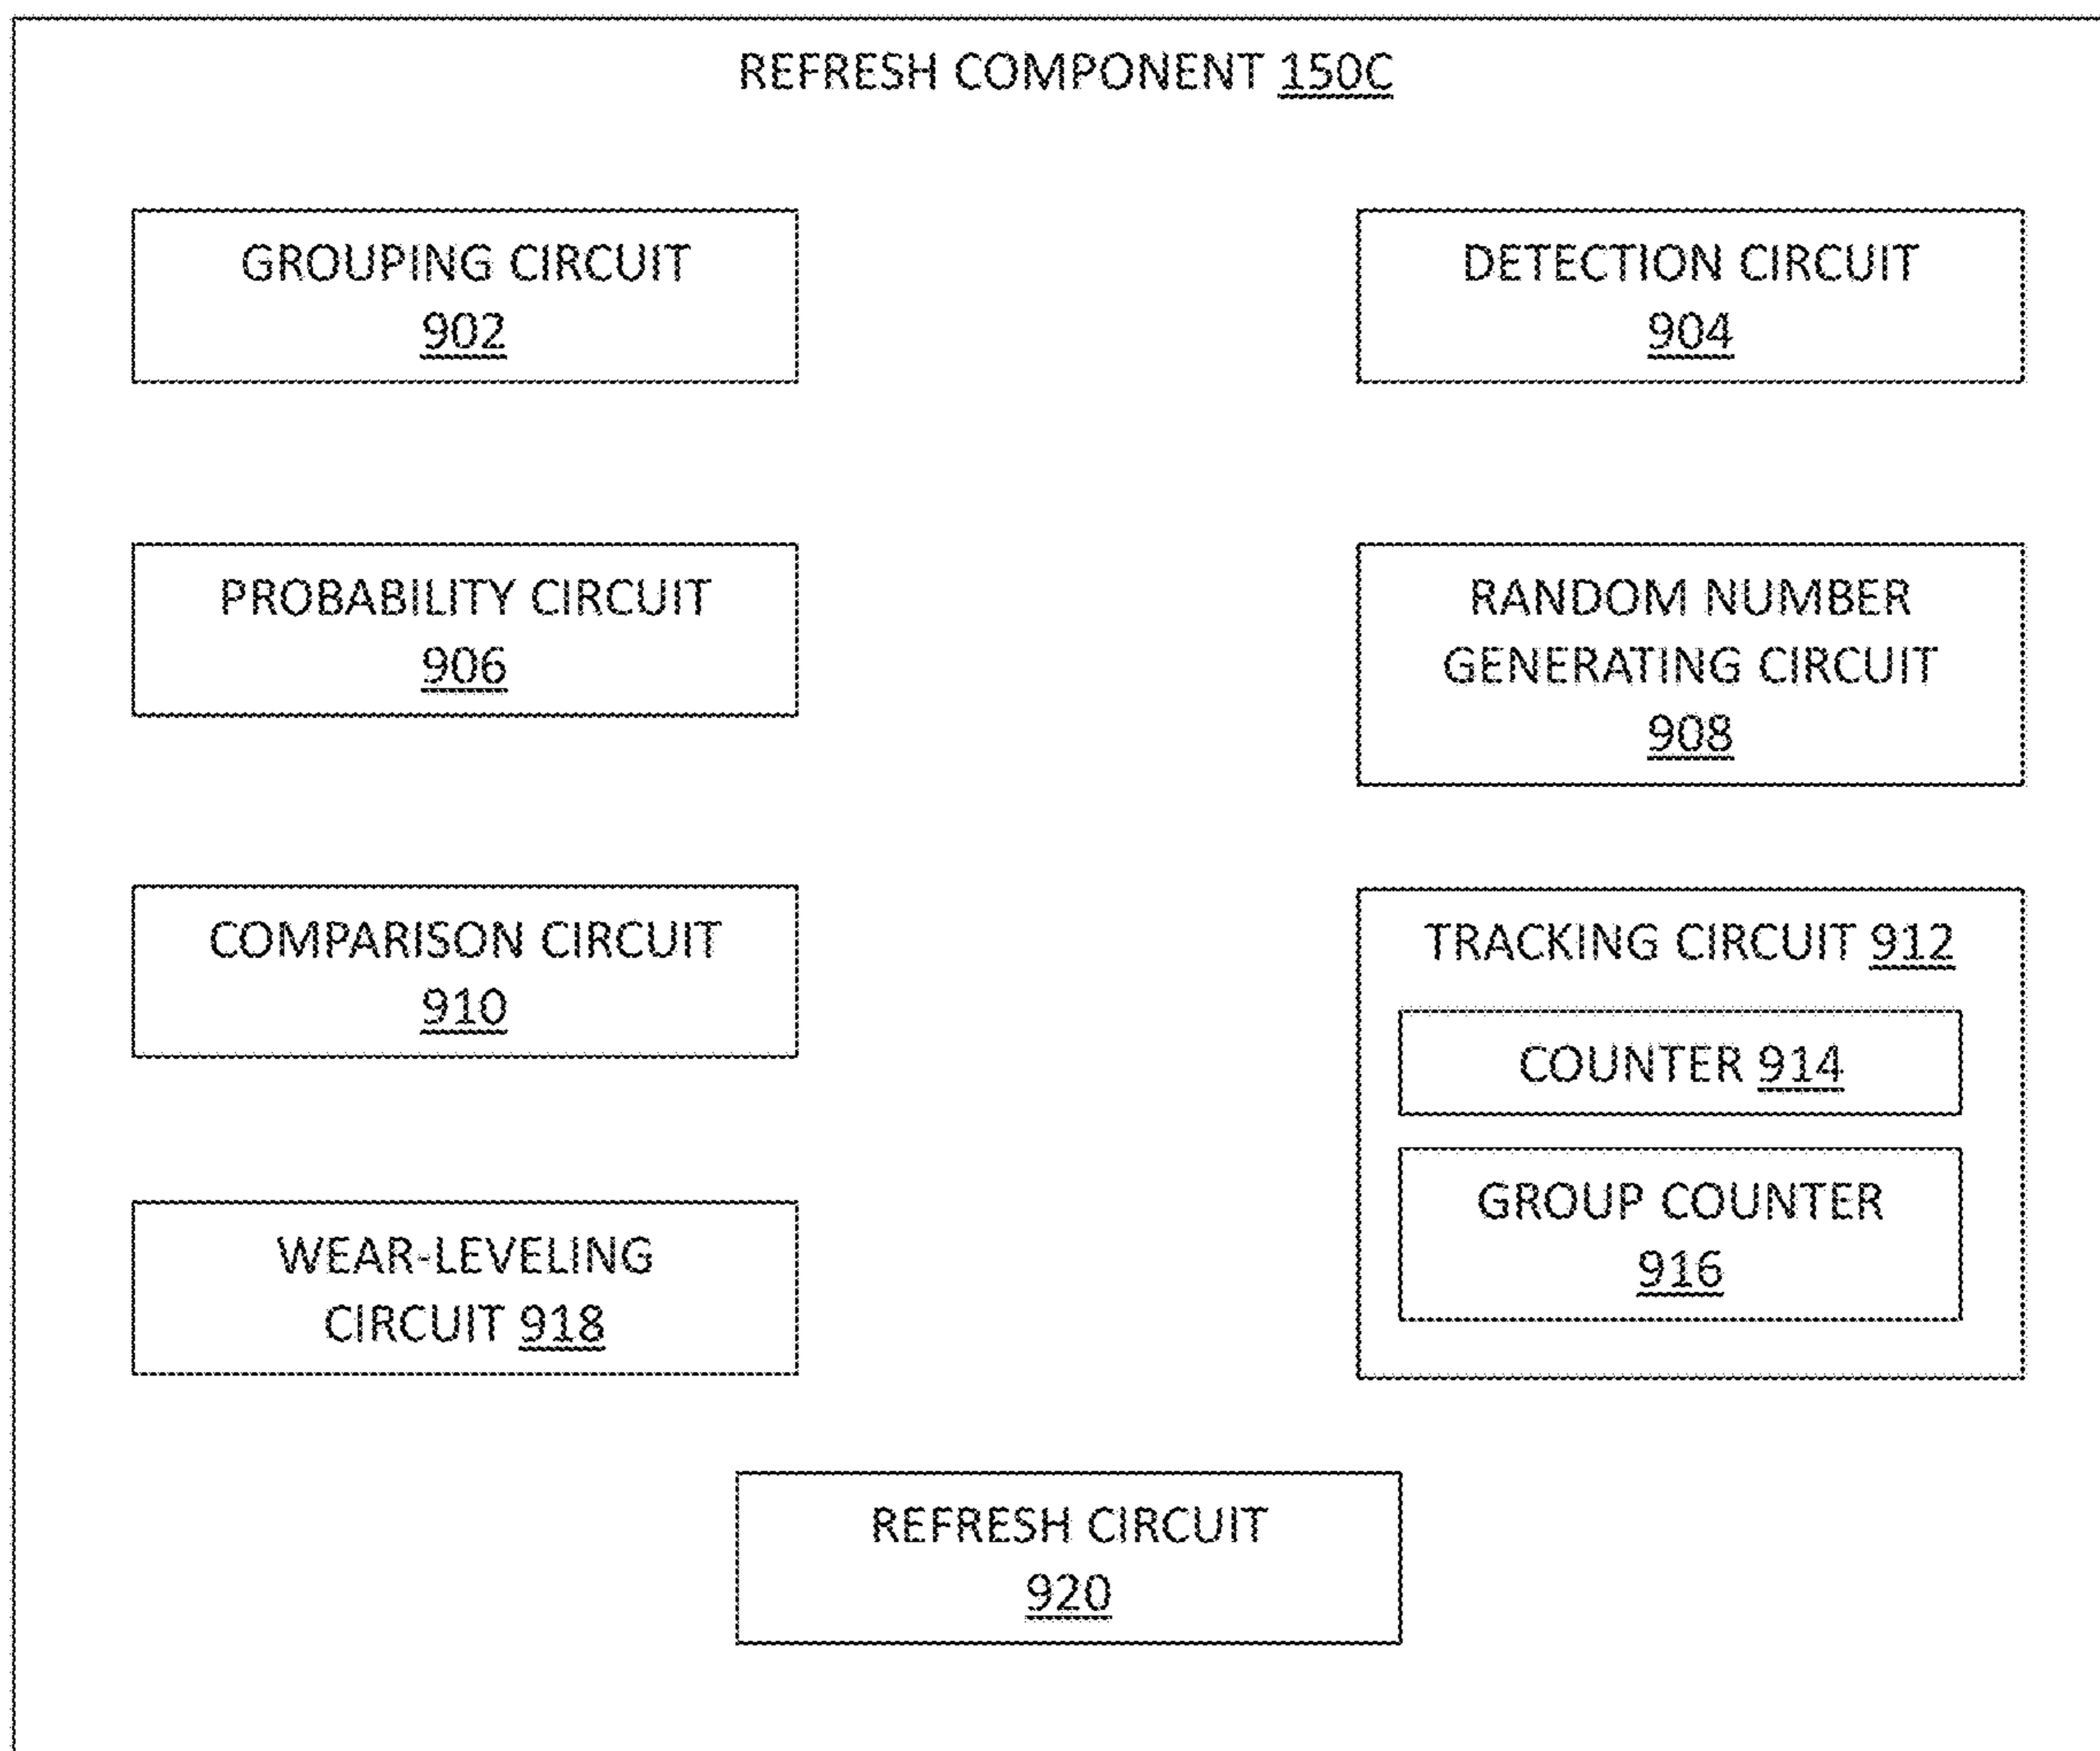 REFRESH COMPONENT 150C
GROUPING CIRCUIT
902
DETECTION CIRCUIT
904
PROBABILITY CIRCUIT
906
RANDOM NUMBER
GENERATING CIRCUIT
908
COMPARISON CIRCUIT
910
TRACKING CIRCUIT 912
COUNTER 914
GROUP COUNTER
916
WEAR-LEVELING
CIRCUIT 918
REFRESH CIRCUIT
920